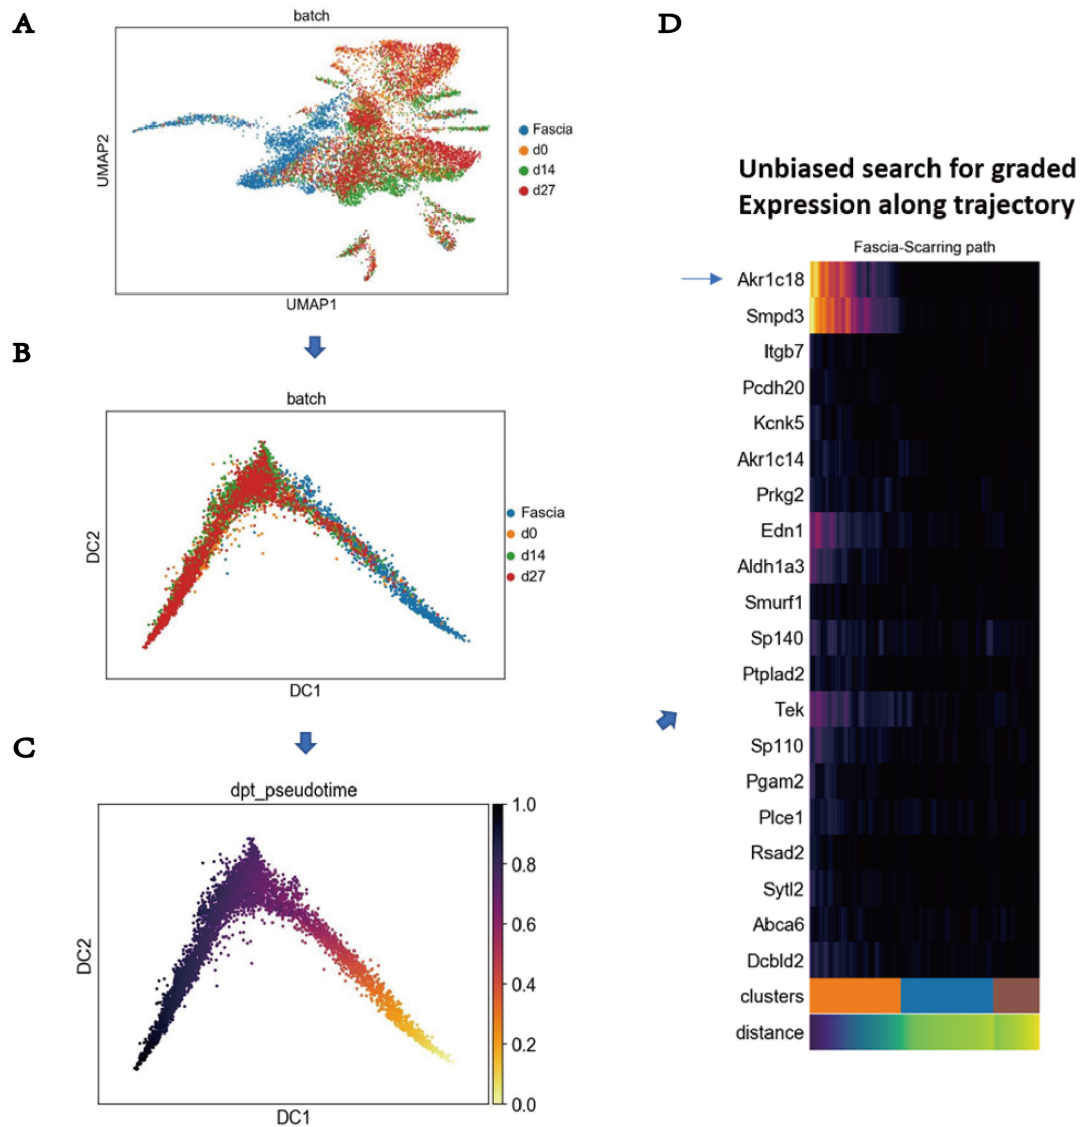 A
batch
UMAP2
UMAP1
Fascia
d0
d14
d27
B
batch
DC2
DC1
Fascia
d0
d14
d27
C
dpt_pseudotime
DC2
DC1
1.0
0.8
0.6
0.4
0.2
0.0
D
Unbiased search for graded
Expression along trajectory
Fascia-Scarring path
Akr1c18
Smpd3
Itgb7
Pcdh20
Kcnk5
Akr1c14
Prkg2
Edn1
Aldh1a3
Smurf1
Sp140
Ptplad2
Tek
Sp110
Pgam2
Plce1
Rsad2
Sytl2
Abca6
Dcbld2
clusters
distance